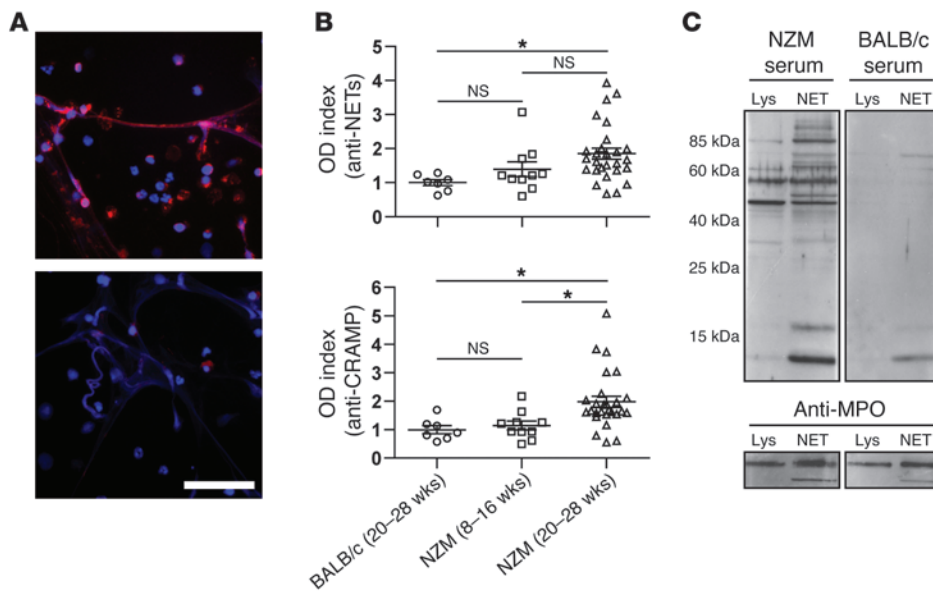 A
B
C
OD index
(anti-NETs)
5
4
3
2
1
0
*
NS
NS
OD index
(anti-CRAMP)
6
5
4
3
2
1
0
*
*
NS
BALB/c (20–28 wks)
NZM (8–16 wks)
NZM (20–28 wks)
NZM
serum
BALB/c
serum
Lys NET Lys NET
85 kDa
60 kDa
40 kDa
25 kDa
15 kDa
Anti-MPO
Lys NET Lys NET